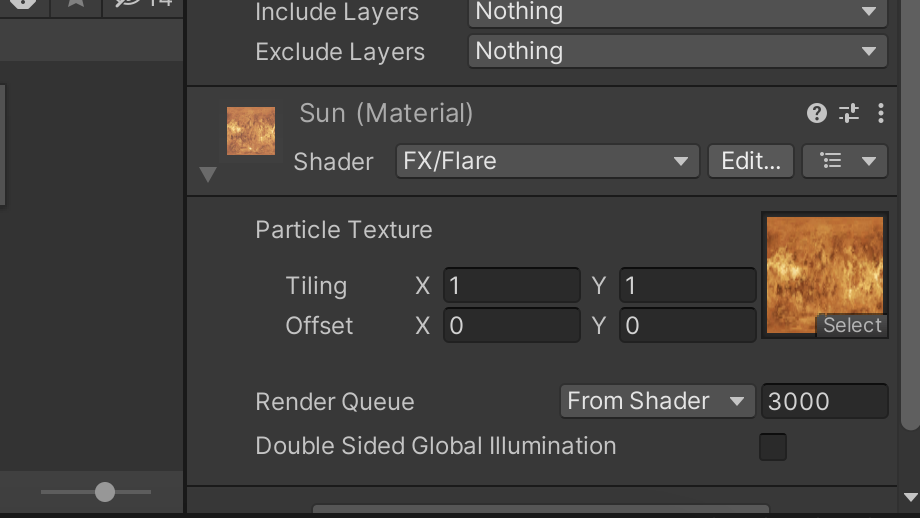 14
Include Layers Nothing
Exclude Layers Nothing
Sun (Material)
Shader FX/Flare Edit...
Particle Texture
Tiling X 1 Y 1
Offset X 0 Y 0
Select
Render Queue From Shader 3000
Double Sided Global Illumination